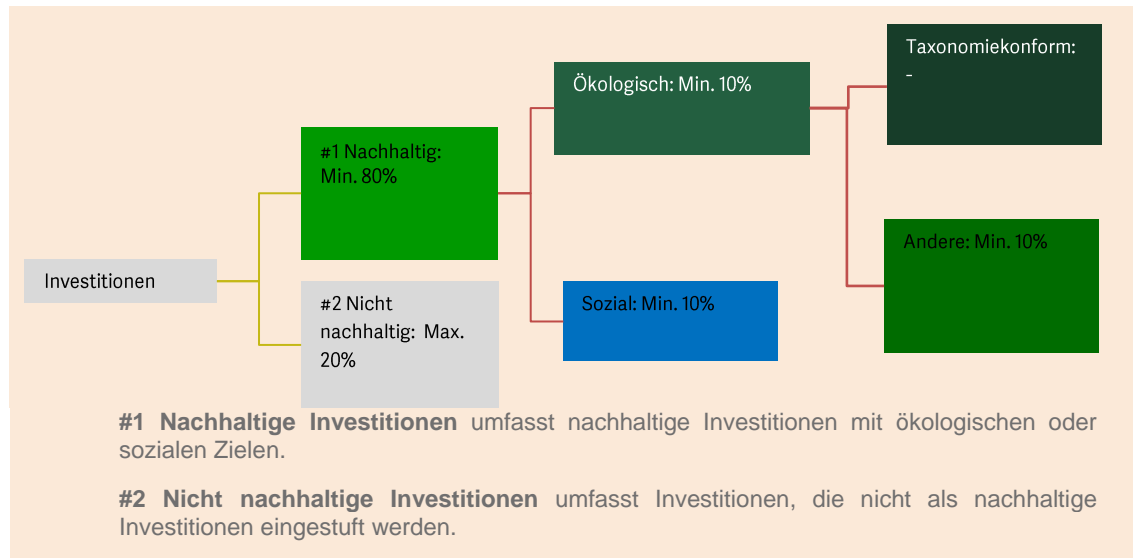 Taxonomiekonform:
-
Ökologisch: Min. 10%
#1 Nachhaltig:
Min. 80%
Andere: Min. 10%
Investitionen
#2 Nicht
nachhaltig: Max.
20%
Sozial: Min. 10%
#1 Nachhaltige Investitionen umfasst nachhaltige Investitionen mit ökologischen oder
sozialen Zielen.
#2 Nicht nachhaltige Investitionen umfasst Investitionen, die nicht als nachhaltige
Investitionen eingestuft werden.